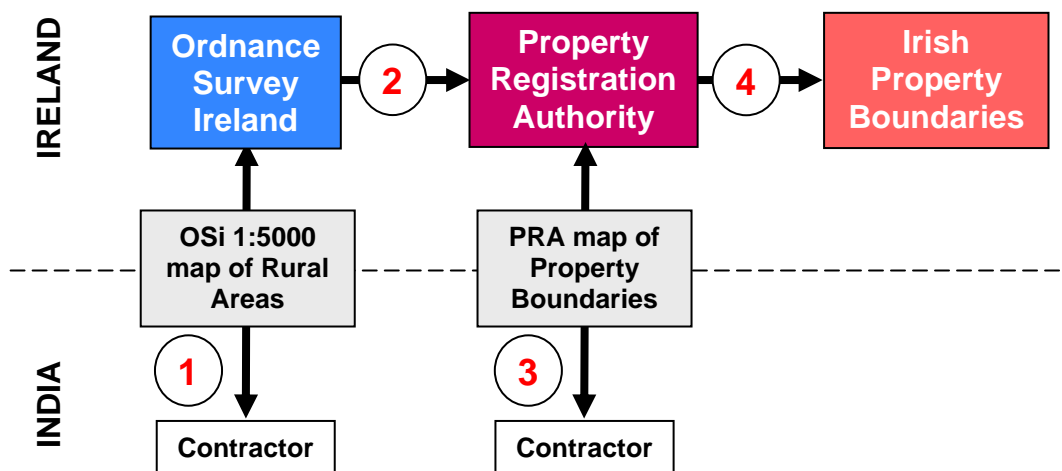 IRELAND
Ordnance
Survey
Ireland
2
Property
Registration
Authority
4
Irish
Property
Boundaries
OSi 1:5000
map of Rural
Areas
PRA map of
Property
Boundaries
INDIA
1
Contractor
3
Contractor